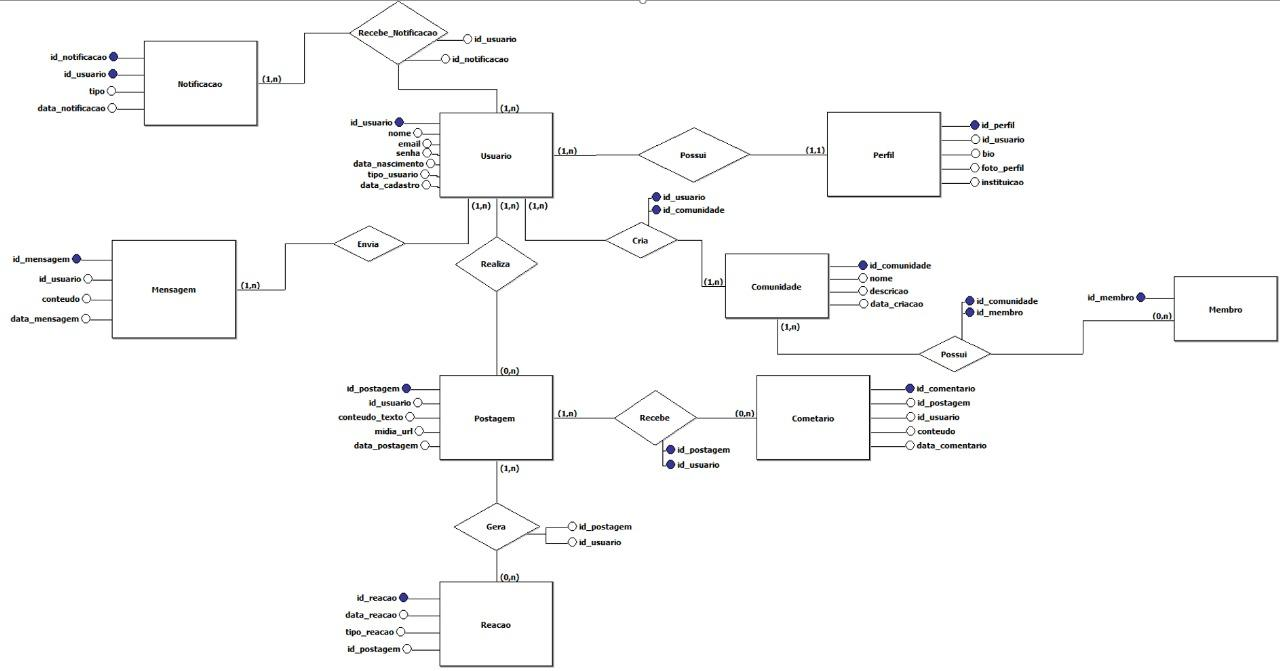 Recebe_Notificacao
id_usuario
id_notificacao
id_notificacao
id_usuario
tipo
data_notificacao
Notificacao
(1,n)
(1,n)
id_usuario
nome
email
senha
data_nascimento
tipo_usuario
data_cadastro
Usuario
(1,n)
Possui
(1,1)
Perfil
id_perfil
id_usuario
bio
foto_perfil
instituicao
(1,n)
(1,n)
(1,n)
id_usuario
id_comunidade
Envia
Cria
Realiza
id_mensagem
id_usuario
conteudo
data_mensagem
Mensagem
(1,n)
(1,n)
Comunidade
id_comunidade
nome
descricao
data_criacao
(1,n)
id_comunidade
id_membro
Possui
id_membro
(0,n)
Membro
(0,n)
id_postagem
id_usuario
conteudo_texto
midia_url
data_postagem
Postagem
(1,n)
Recebe
id_postagem
id_usuario
(0,n)
Cometario
id_comentario
id_postagem
id_usuario
conteudo
data_comentario
(1,n)
Gera
id_postagem
id_usuario
(0,n)
id_reacao
data_reacao
tipo_reacao
id_postagem
Reacao